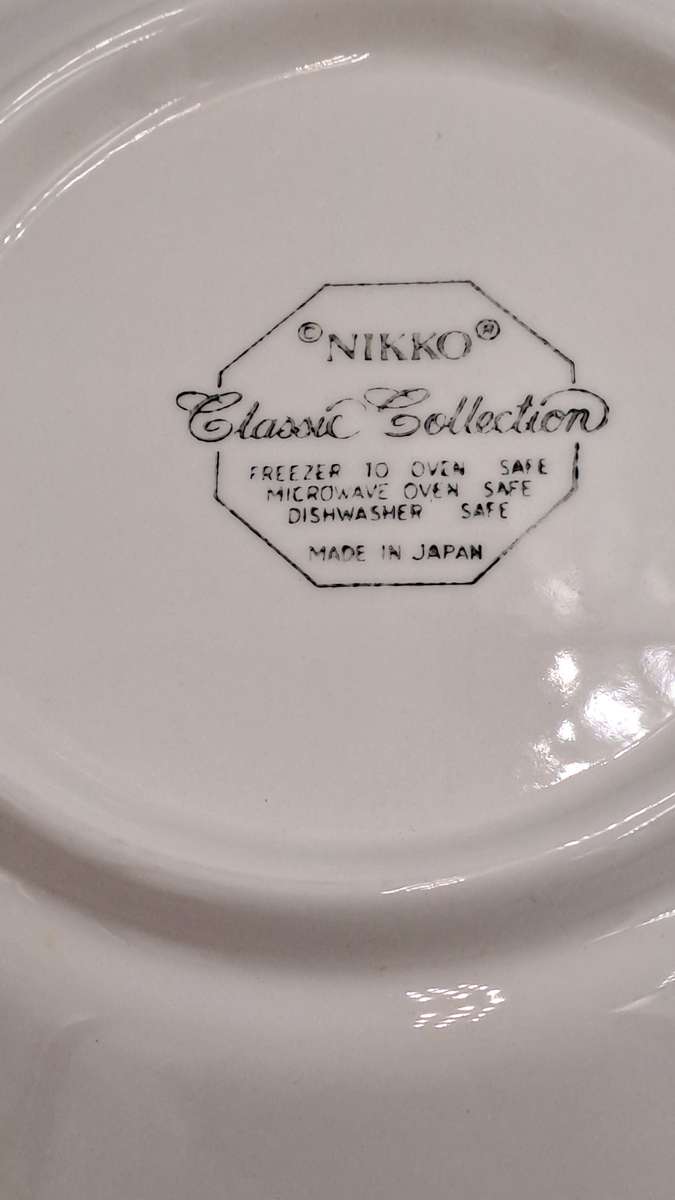 © NIKKO ®
Classic Collection
FREEZER TO OVEN SAFE
MICROWAVE OVEN SAFE
DISHWASHER SAFE
MADE IN JAPAN